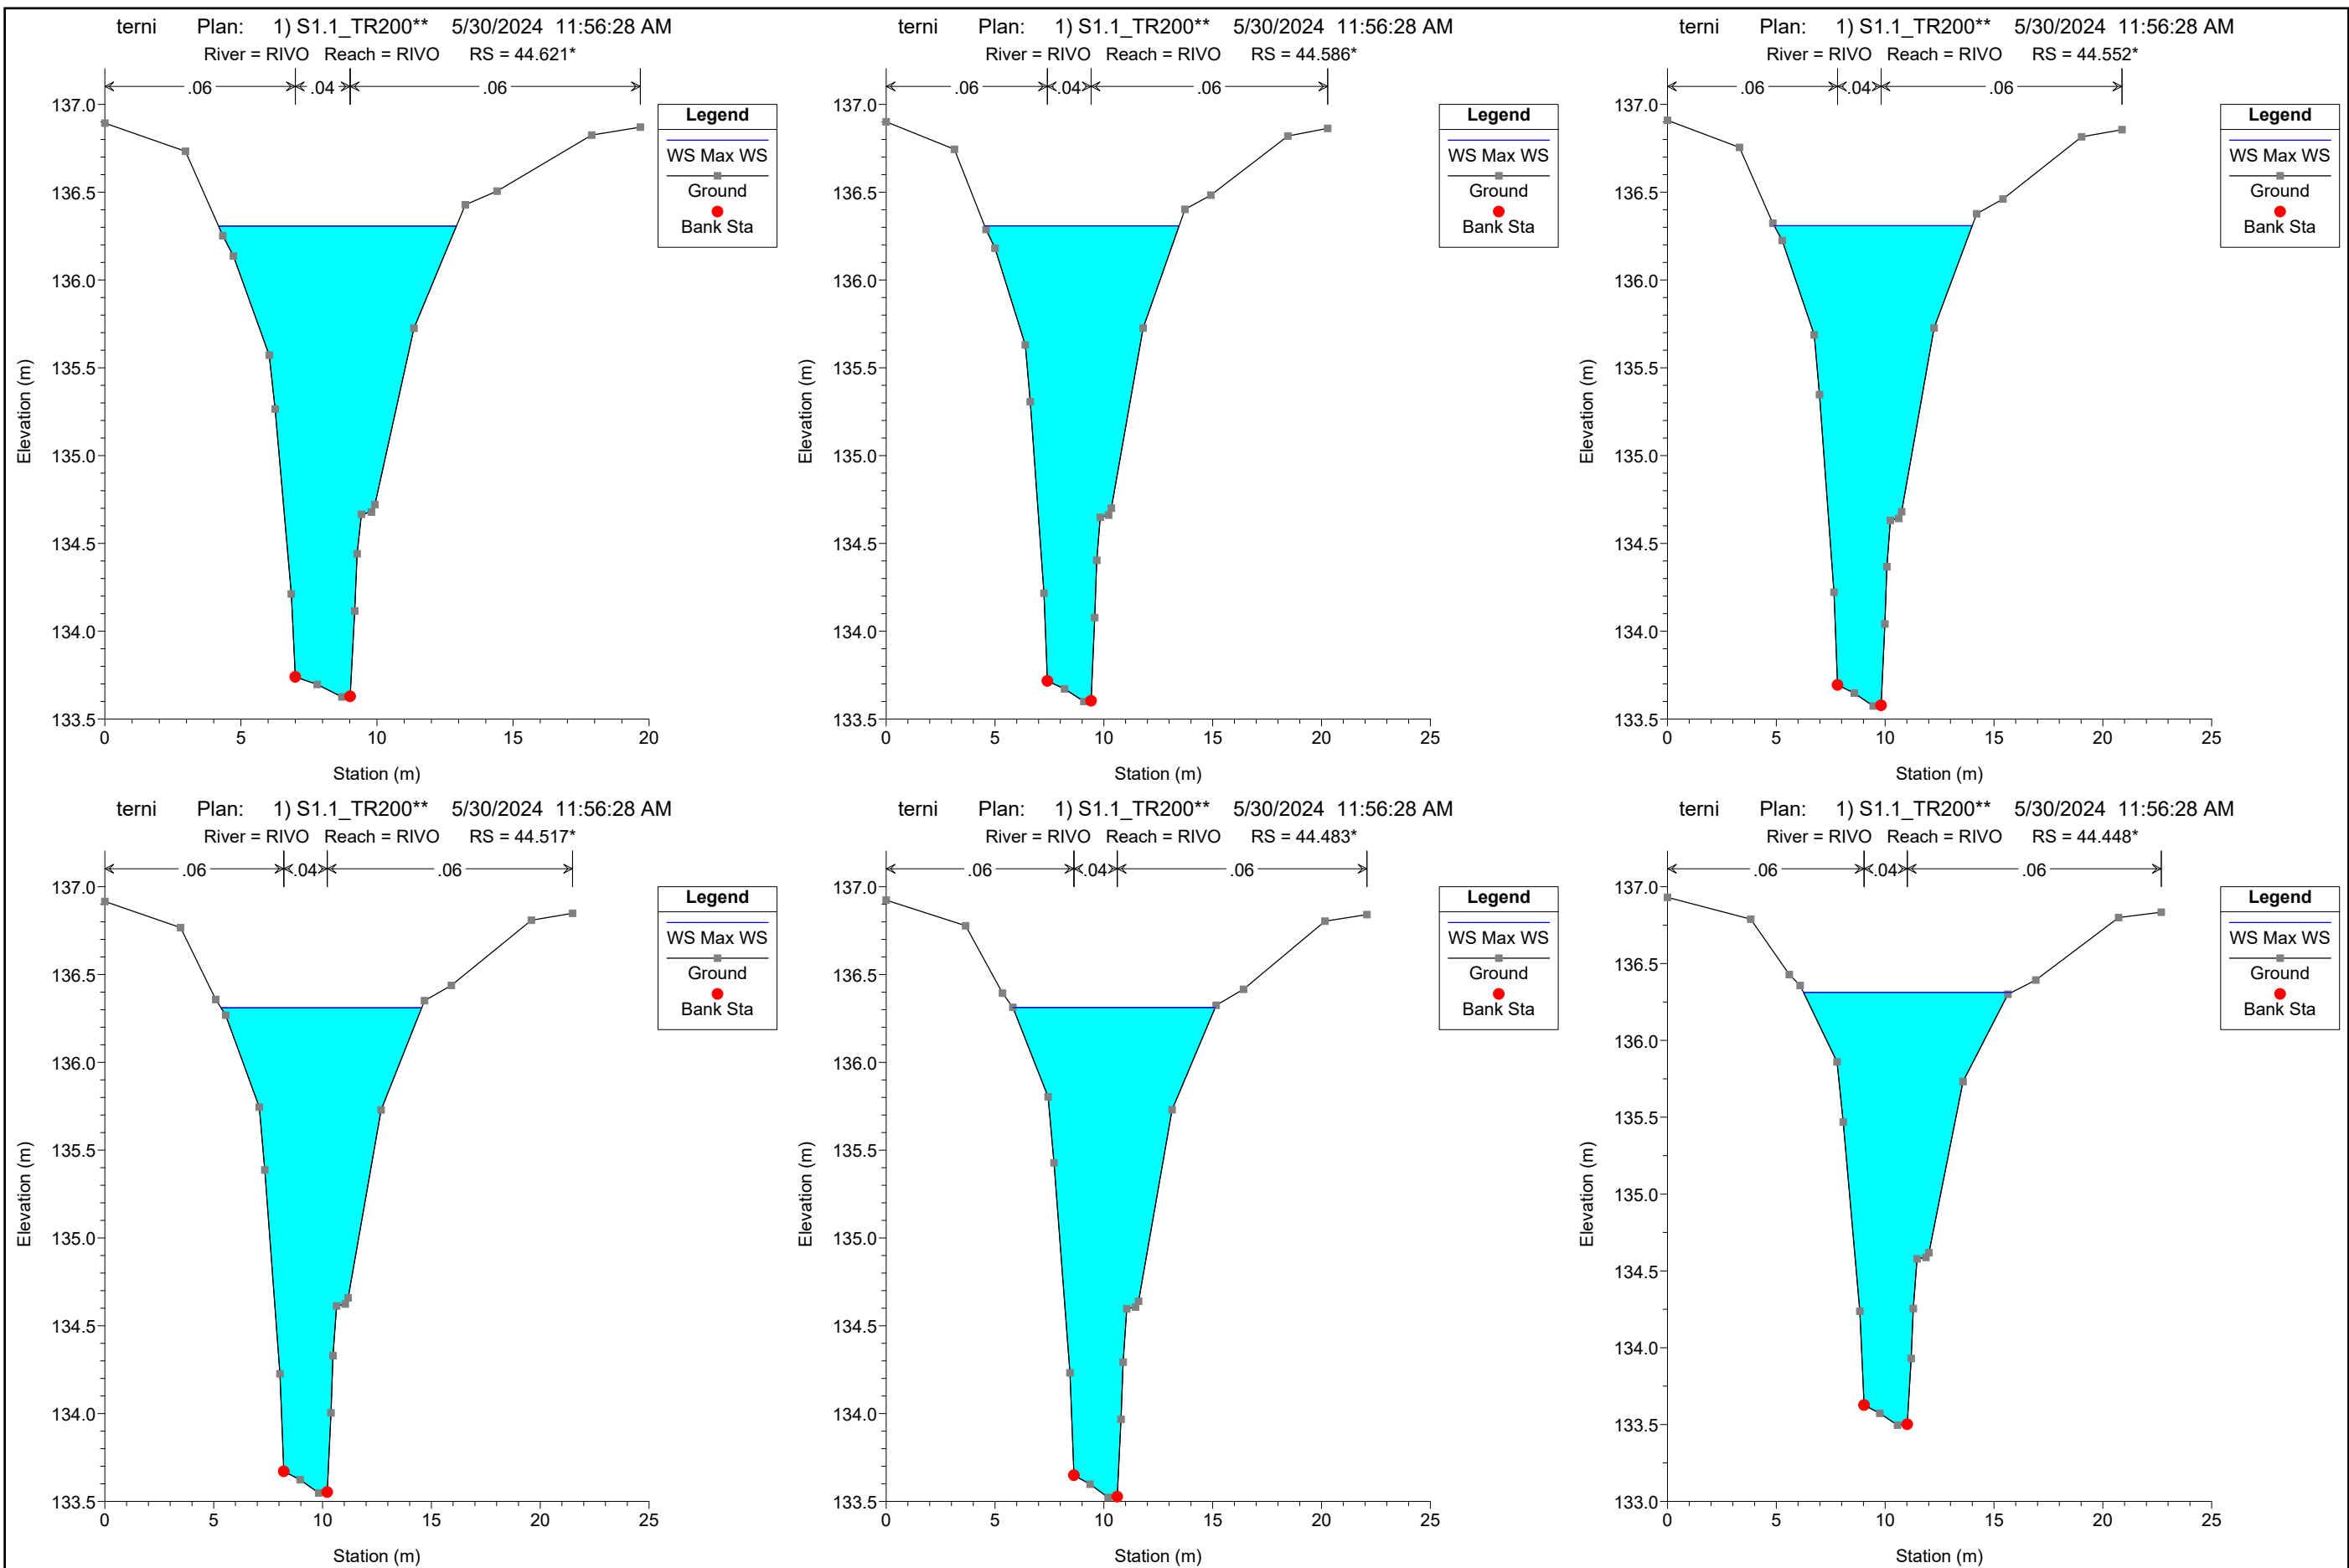 terni Plan: 1) S1.1_TR200** 5/30/2024 11:56:28 AM
River = RIVO Reach = RIVO RS = 44.621*
.06 .04 .06
Legend
WS Max WS
Ground
Bank Sta
137.0
136.5
136.0
135.5
135.0
134.5
134.0
133.5
Elevation (m)
0 5 10 15 20
Station (m)
terni Plan: 1) S1.1_TR200** 5/30/2024 11:56:28 AM
River = RIVO Reach = RIVO RS = 44.586*
.06 .04 .06
Legend
WS Max WS
Ground
Bank Sta
137.0
136.5
136.0
135.5
135.0
134.5
134.0
133.5
Elevation (m)
0 5 10 15 20 25
Station (m)
terni Plan: 1) S1.1_TR200** 5/30/2024 11:56:28 AM
River = RIVO Reach = RIVO RS = 44.552*
.06 .04 .06
Legend
WS Max WS
Ground
Bank Sta
137.0
136.5
136.0
135.5
135.0
134.5
134.0
133.5
Elevation (m)
0 5 10 15 20 25
Station (m)
terni Plan: 1) S1.1_TR200** 5/30/2024 11:56:28 AM
River = RIVO Reach = RIVO RS = 44.517*
.06 .04 .06
Legend
WS Max WS
Ground
Bank Sta
137.0
136.5
136.0
135.5
135.0
134.5
134.0
133.5
Elevation (m)
0 5 10 15 20 25
Station (m)
terni Plan: 1) S1.1_TR200** 5/30/2024 11:56:28 AM
River = RIVO Reach = RIVO RS = 44.483*
.06 .04 .06
Legend
WS Max WS
Ground
Bank Sta
137.0
136.5
136.0
135.5
135.0
134.5
134.0
133.5
Elevation (m)
0 5 10 15 20 25
Station (m)
terni Plan: 1) S1.1_TR200** 5/30/2024 11:56:28 AM
River = RIVO Reach = RIVO RS = 44.448*
.06 .04 .06
Legend
WS Max WS
Ground
Bank Sta
137.0
136.5
136.0
135.5
135.0
134.5
134.0
133.5
133.0
Elevation (m)
0 5 10 15 20 25
Station (m)